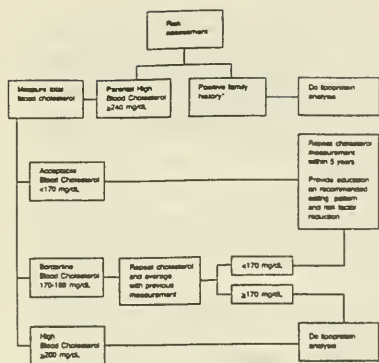 Risk
assessment
Measure total
blood cholesterol
Parental High
Blood Cholesterol
≥240 mg/dL
Positive family
history*
Do lipoprotein
analysis
Acceptable
Blood Cholesterol
<170 mg/dL
Repeat cholesterol
measurement
within 5 years
Provide education
on recommended
eating pattern
and risk factor
reduction
Borderline
Blood Cholesterol
170-199 mg/dL
Repeat cholesterol
and average
with previous
measurement
<170 mg/dL
≥170 mg/dL
High
Blood Cholesterol
≥200 mg/dL
Do lipoprotein
analysis